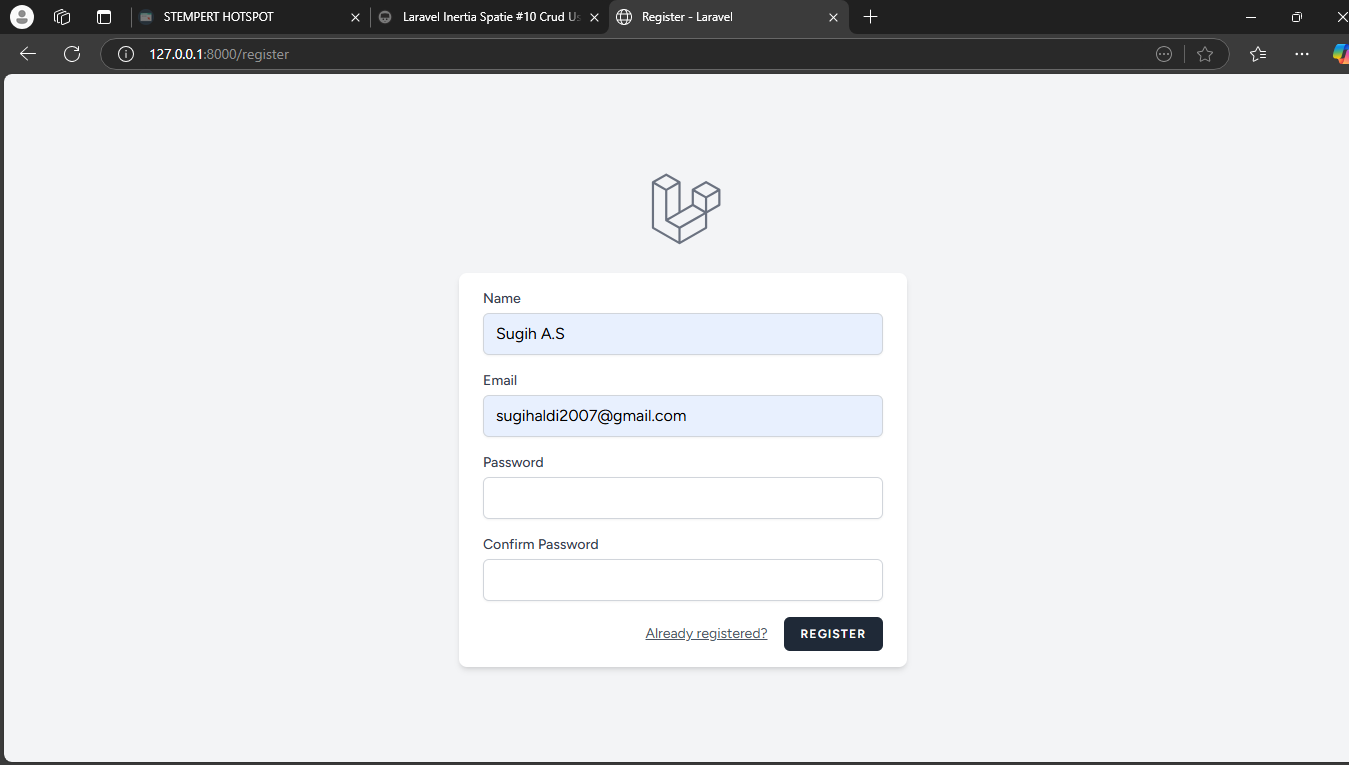 STEMPERT HOTSPOT
Laravel Inertia Spatie #10 Crud Us
Register - Laravel
127.0.0.1:8000/register
Name
Sugih A.S
Email
sugihaldi2007@gmail.com
Password
Confirm Password
Already registered?
REGISTER